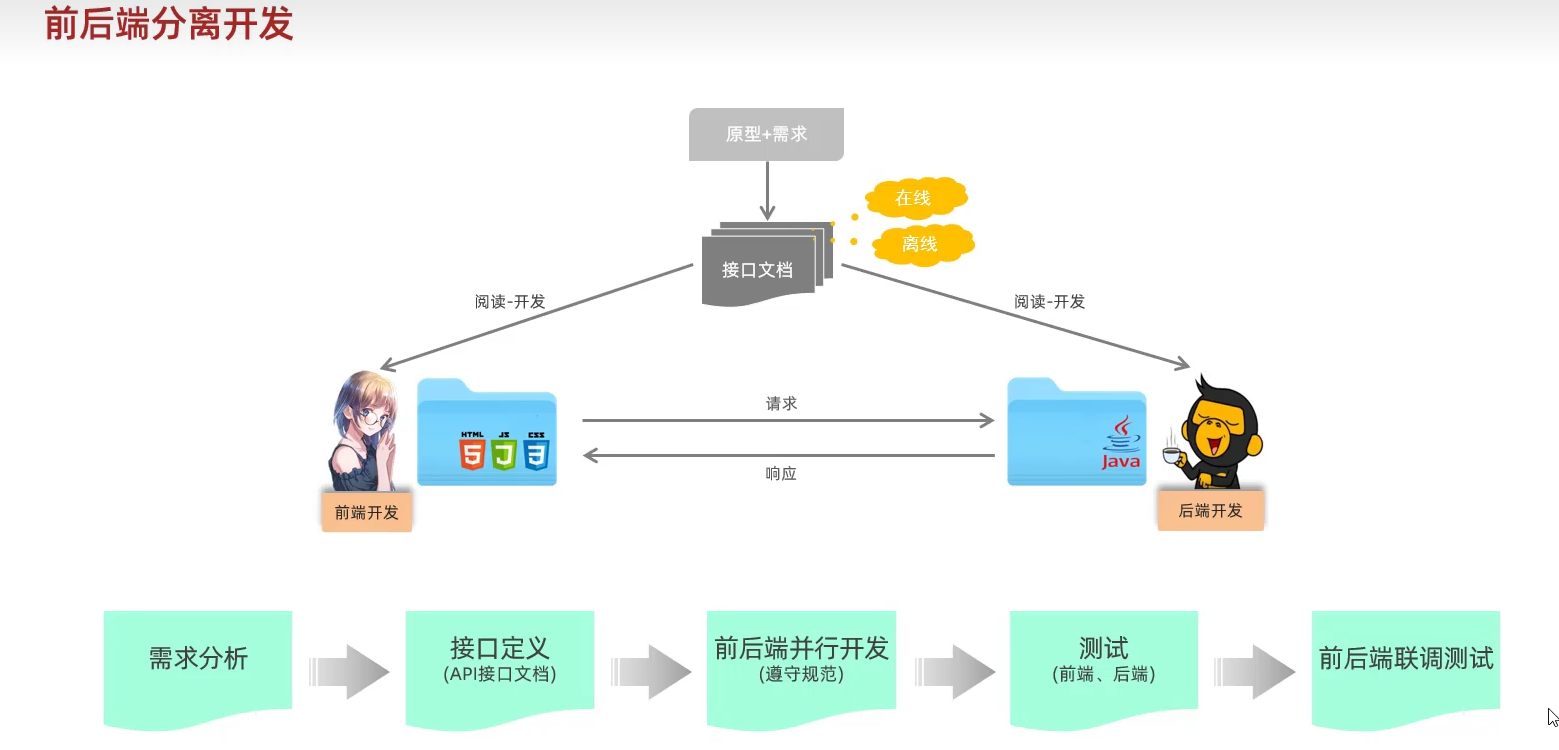 前后端分离开发
原型+需求
在线
离线
接口文档
阅读-开发
阅读-开发
请求
响应
HTML JS CSS
5 J 3
Java
前端开发
后端开发
需求分析
接口定义
(API接口文档)
前后端并行开发
(遵守规范)
测试
(前端、后端)
前后端联调测试